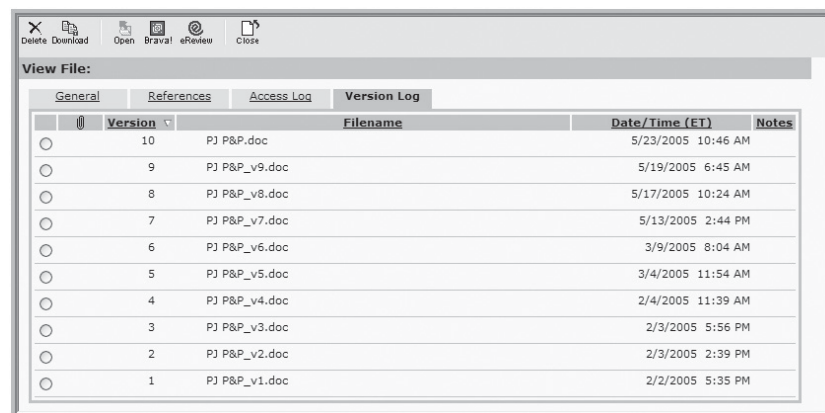 Delete Download Open Brava! eReview Close
View File:
General References Access Log Version Log
Version Filename Date/Time (ET) Notes
10 PJ P&P.doc 5/23/2005 10:46 AM
9 PJ P&P_v9.doc 5/19/2005 6:45 AM
8 PJ P&P_v8.doc 5/17/2005 10:24 AM
7 PJ P&P_v7.doc 5/13/2005 2:44 PM
6 PJ P&P_v6.doc 3/9/2005 8:04 AM
5 PJ P&P_v5.doc 3/4/2005 11:54 AM
4 PJ P&P_v4.doc 2/4/2005 11:39 AM
3 PJ P&P_v3.doc 2/3/2005 5:56 PM
2 PJ P&P_v2.doc 2/3/2005 2:39 PM
1 PJ P&P_v1.doc 2/2/2005 5:35 PM